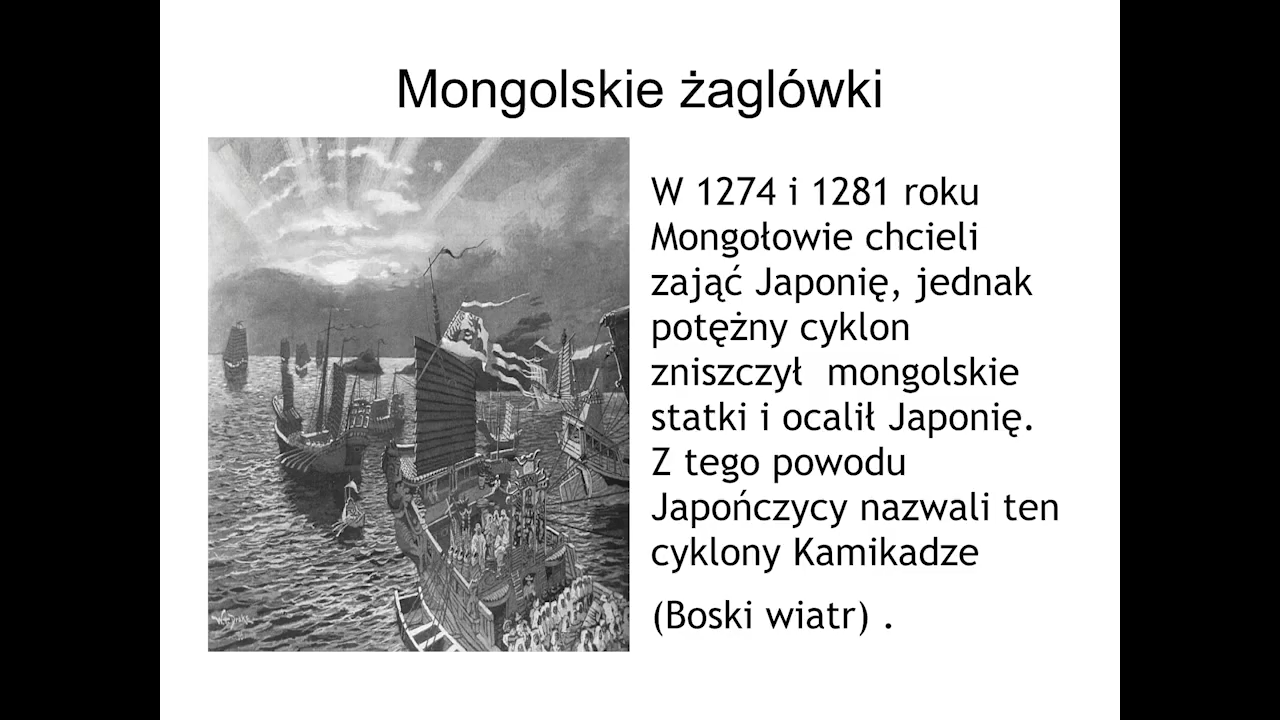 Mongolskie żaglówki
W 1274 i 1281 roku
Mongołowie chcieli
zająć Japonię, jednak
potężny cyklon
zniszczył  mongolskie
statki i ocalił Japonię.
Z tego powodu
Japończycy nazwali ten
cyklony Kamikadze
(Boski wiatr) .